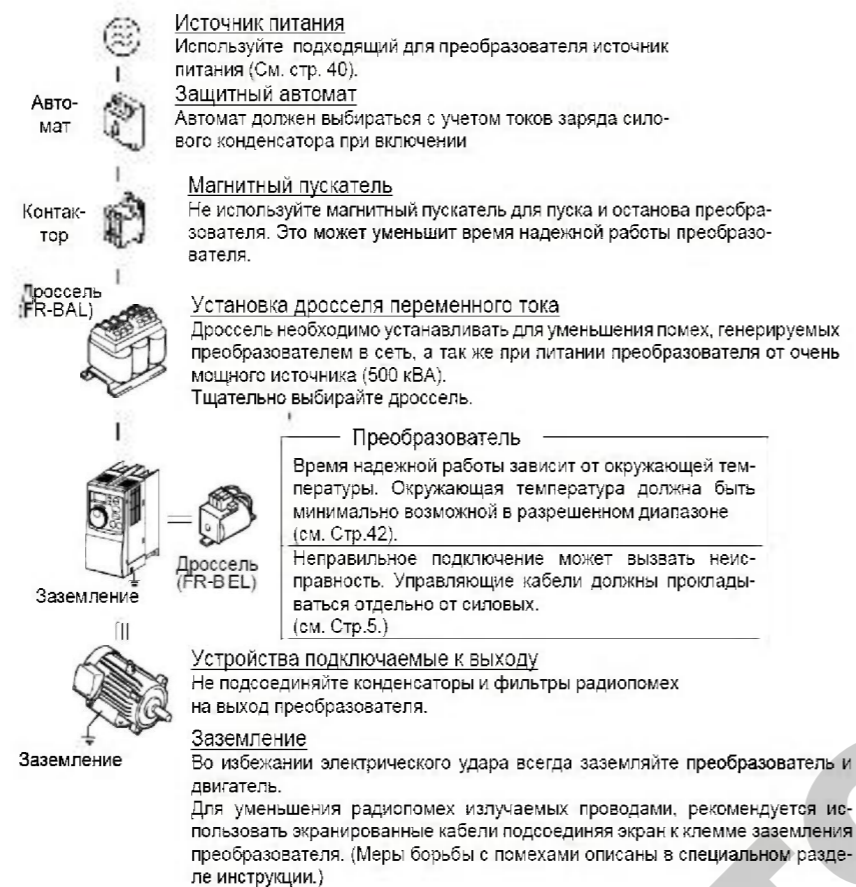 Источник питания
Используйте подходящий для преобразователя источник
питания (См. стр. 40).
Авто-
мат
Защитный автомат
Автомат должен выбираться с учетом токов заряда сило-
вого конденсатора при включении
Контак-
тор
Магнитный пускатель
Не используйте магнитный пускатель для пуска и останова преобра-
зователя. Это может уменьшит время надежной работы преобразо-
вателя.
Дроссель
(FR-BAL)
Установка дросселя переменного тока
Дроссель необходимо устанавливать для уменьшения помех, генерируемых
преобразователем в сеть, а так же при питании преобразователя от очень
мощного источника (500 кВА).
Тщательно выбирайте дроссель.
Преобразователь
Время надежной работы зависит от окружающей тем-
пературы. Окружающая температура должна быть
минимально возможной в разрешенном диапазоне
(см. Стр.42).
Неправильное подключение может вызвать неис-
правность. Управляющие кабели должны проклады-
ваться отдельно от силовых.
(см. Стр.5.)
Дроссель
(FR-BEL)
Заземление
Устройства подключаемые к выходу
Не подсоединяйте конденсаторы и фильтры радиопомех
на выход преобразователя.
Заземление
Заземление
Во избежании электрического удара всегда заземляйте преобразователь и
двигатель.
Для уменьшения радиопомех излучаемых проводами, рекомендуется ис-
пользовать экранированные кабели подсоединяя экран к клемме заземления
преобразователя. (Меры борьбы с помехами описаны в специальном разде-
ле инструкции.)